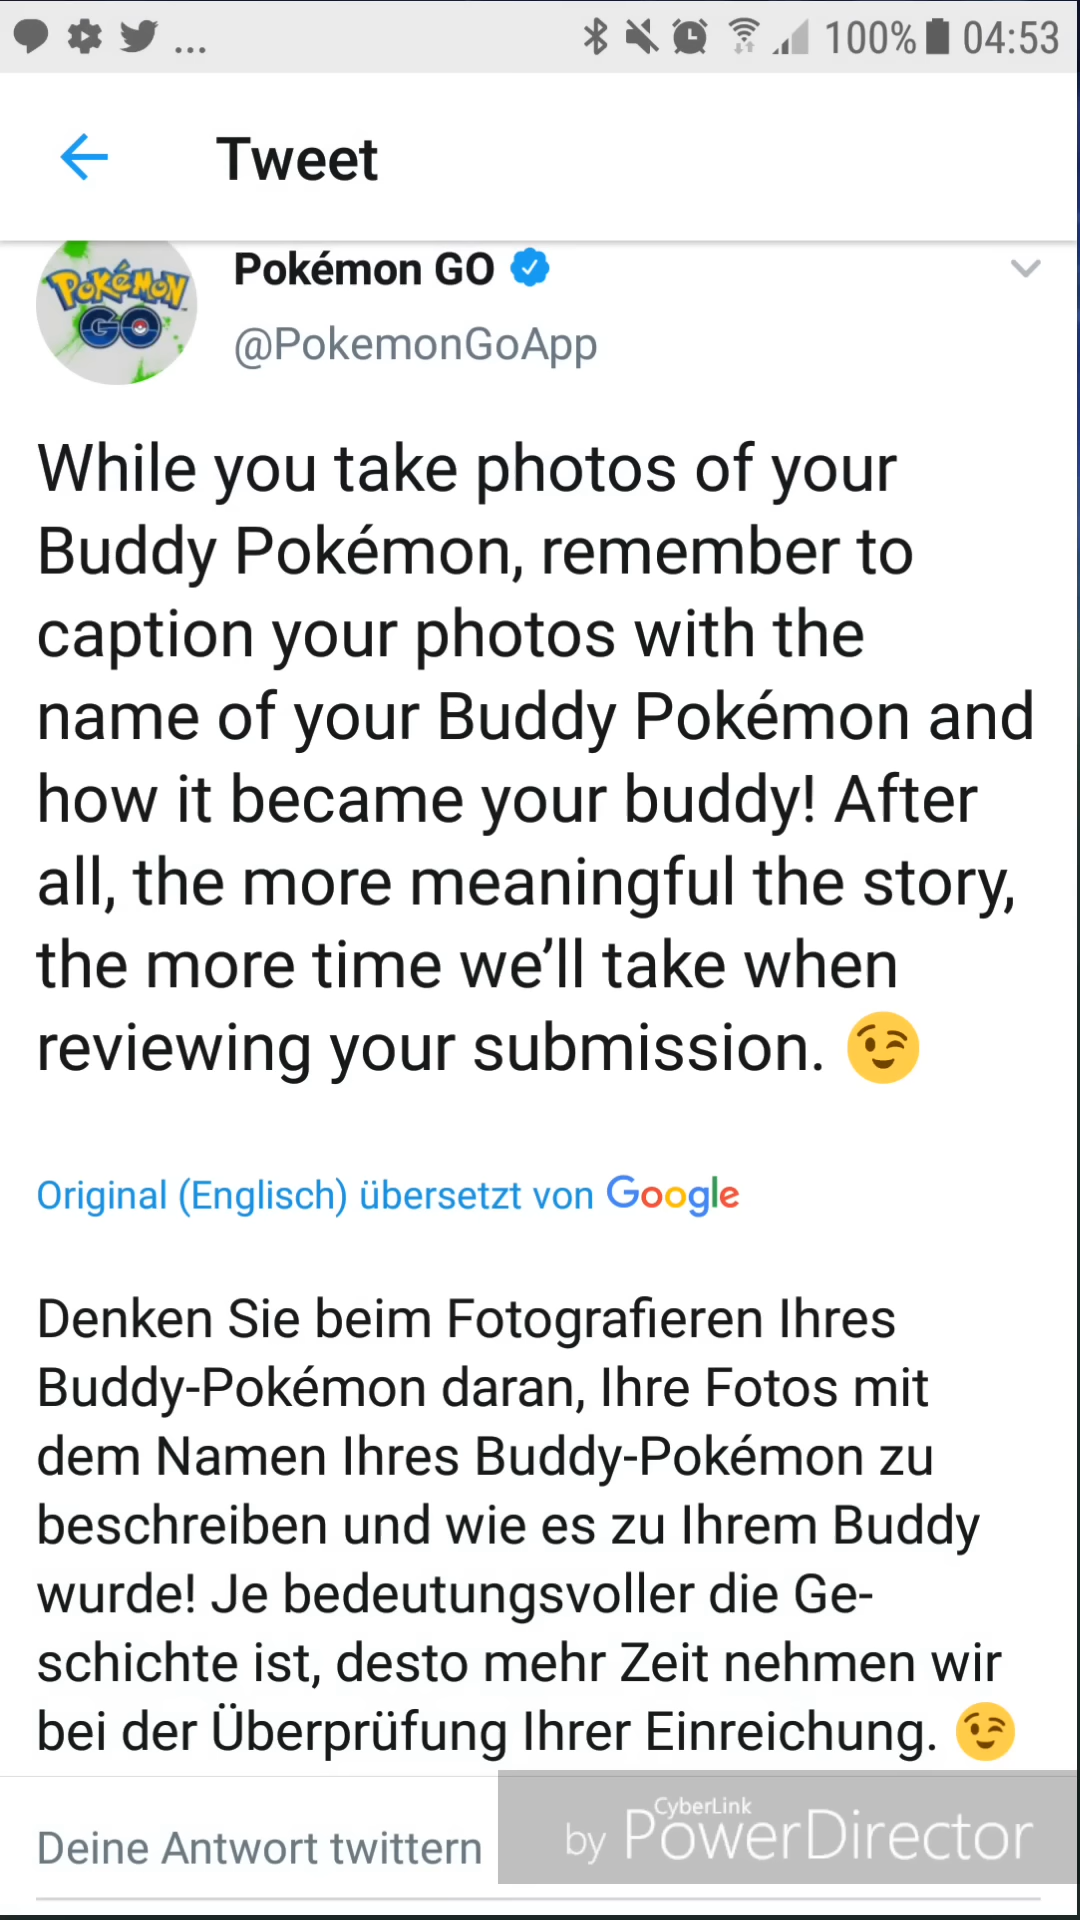 ... 100% 04:53
Tweet
POKéMON
GO
Pokémon GO
@PokemonGoApp
While you take photos of your
Buddy Pokémon, remember to
caption your photos with the
name of your Buddy Pokémon and
how it became your buddy! After
all, the more meaningful the story,
the more time we’ll take when
reviewing your submission. 😉
Original (Englisch) übersetzt von Google
Denken Sie beim Fotografieren Ihres
Buddy-Pokémon daran, Ihre Fotos mit
dem Namen Ihres Buddy-Pokémon zu
beschreiben und wie es zu Ihrem Buddy
wurde! Je bedeutungsvoller die Ge-
schichte ist, desto mehr Zeit nehmen wir
bei der Überprüfung Ihrer Einreichung. 😉
Deine Antwort twittern
CyberLink
by PowerDirector